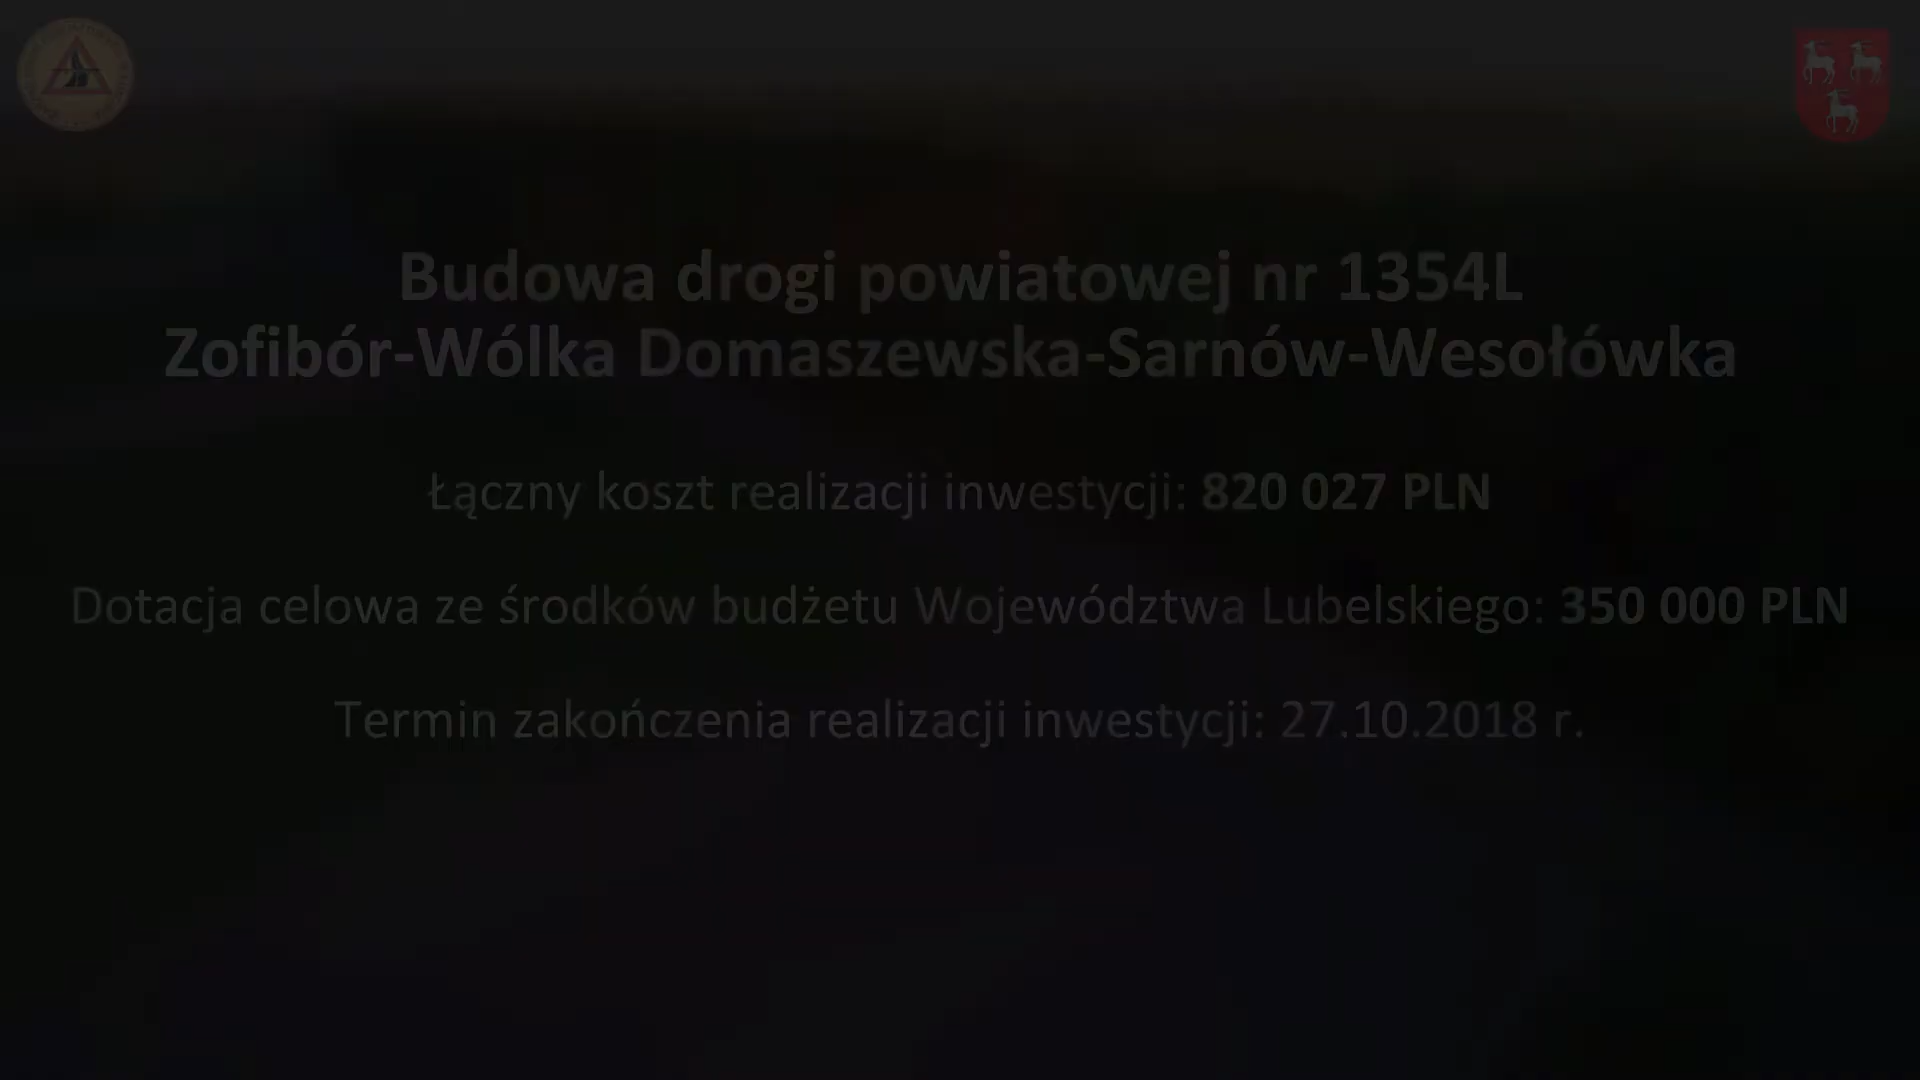 Budowa drogi powiatowej nr 1354L
Zofibór-Wólka Domaszewska-Sarnów-Wesołówka
Łączny koszt realizacji inwestycji: 820 027 PLN
Dotacja celowa ze środków budżetu Województwa Lubelskiego: 350 000 PLN
Termin zakończenia realizacji inwestycji: 27.10.2018 r.